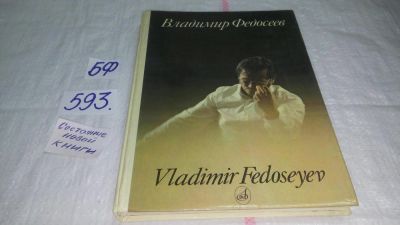 Владимир Федосеев
БФ
593.
Состояние
новой
книги
Vladimir Fedoseyev